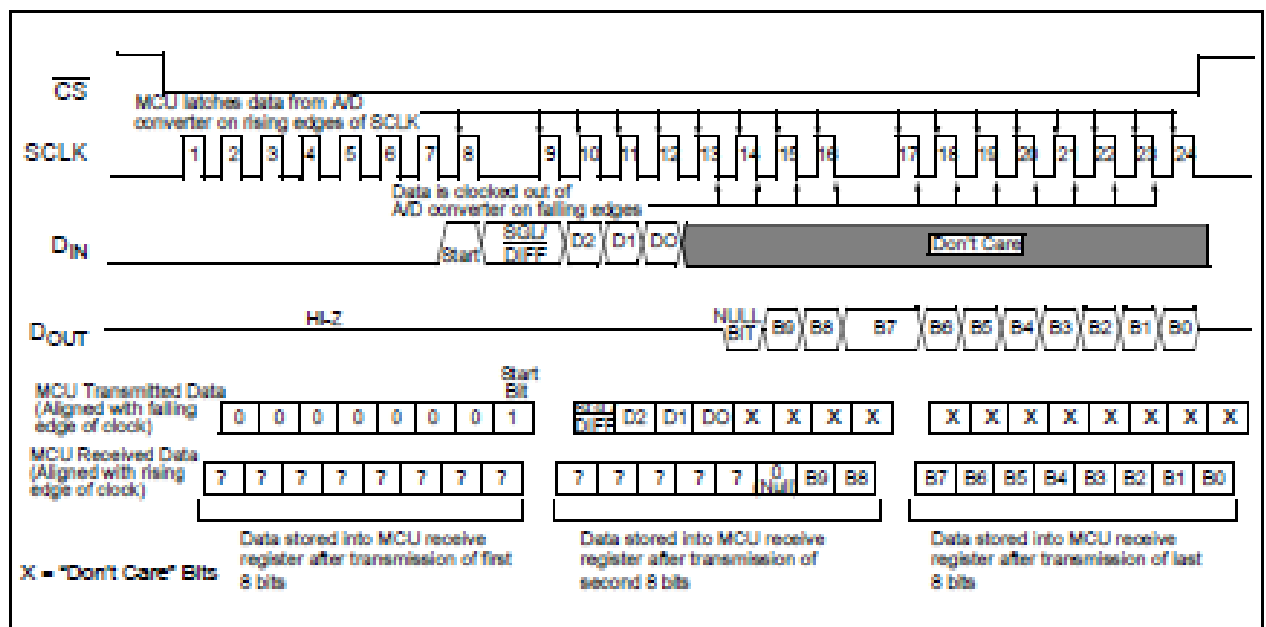 CS
MCU latches data from A/D
converter on rising edges of SCLK
SCLK
1 2 3 4 5 6 7 8 9 10 11 12 13 14 15 16 17 18 19 20 21 22 23 24
Data is clocked out of
A/D converter on falling edges
DIN
Start SGL/ DIFF D2 D1 DO Don't Care
DOUT
HI-Z
NULL BIT B9 B8 B7 B6 B5 B4 B3 B2 B1 B0
Start
Bit
MCU Transmitted Data
(Aligned with falling
edge of clock)
0 0 0 0 0 0 0 1
DIFF D2 D1 DO X X X X
X X X X X X X X
MCU Received Data
(Aligned with rising
edge of clock)
? ? ? ? ? ? ? ?
? ? ? ? ? 0 (Null) B9 B8
B7 B6 B5 B4 B3 B2 B1 B0
Data stored into MCU receive
register after transmission of first
8 bits
Data stored into MCU receive
register after transmission of
second 8 bits
Data stored into MCU receive
register after transmission of last
8 bits
X = "Don't Care" Bits